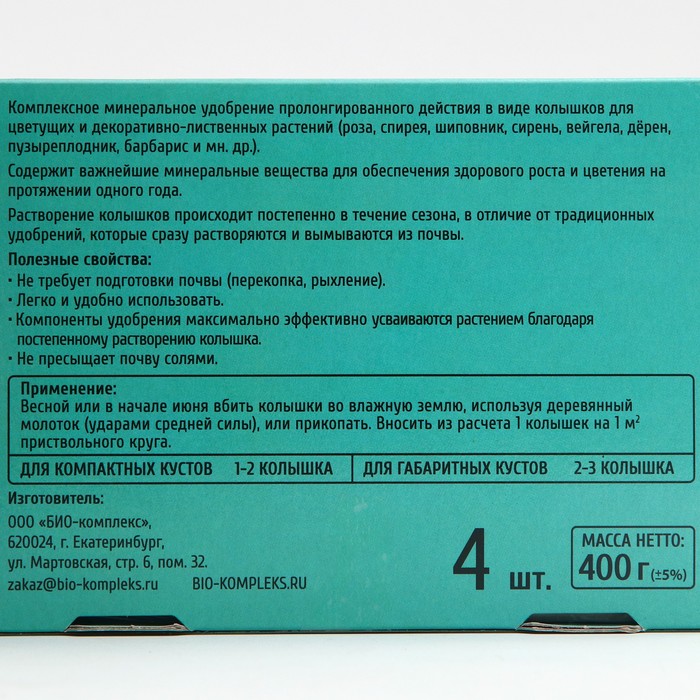 Комплексное минеральное удобрение пролонгированного действия в виде колышков для
цветущих и декоративно-лиственных растений (роза, спирея, шиповник, сирень, вейгела, дёрен,
пузыреплодник, барбарис и мн. др.).
Содержит важнейшие минеральные вещества для обеспечения здорового роста и цветения на
протяжении одного года.
Растворение колышков происходит постепенно в течение сезона, в отличие от традиционных
удобрений, которые сразу растворяются и вымываются из почвы.
Полезные свойства:
• Не требует подготовки почвы (перекопка, рыхление).
• Легко и удобно использовать.
• Компоненты удобрения максимально эффективно усваиваются растением благодаря
постепенному растворению колышка.
• Не пресыщает почву солями.
Применение:
Весной или в начале июня вбить колышки во влажную землю, используя деревянный
молоток (ударами средней силы), или прикопать. Вносить из расчета 1 колышек на 1 м²
приствольного круга.
ДЛЯ КОМПАКТНЫХ КУСТОВ 1-2 КОЛЫШКА ДЛЯ ГАБАРИТНЫХ КУСТОВ 2-3 КОЛЫШКА
Изготовитель:
ООО «БИО-комплекс»,
620024, г. Екатеринбург,
ул. Мартовская, стр. 6, пом. 32.
zakaz@bio-kompleks.ru BIO-KOMPLEKS.RU
4 шт.
МАССА НЕТТО:
400 г (±5%)